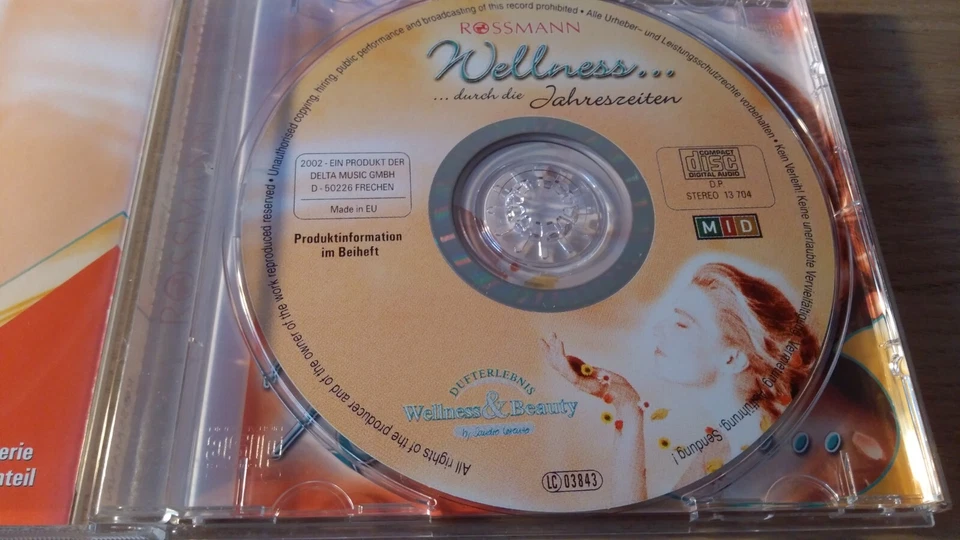 ROSSMANN
Wellness...
...durch die Jahreszeiten
2002 - EIN PRODUKT DER
DELTA MUSIC GMBH
D - 50226 FRECHEN
Made in EU
Produktinformation
im Beiheft
COMPACT
disc
DIGITAL AUDIO
D.P.
STEREO 13 704
MID
DUFTERLEBNIS
Wellness & Beauty
by
LC 03843
All rights of the producer and of the owner of the work reproduced reserved • Unauthorised copying, hiring, public performance and broadcasting of this record prohibited • Alle Urheber- und Leistungsschutzrechte vorbehalten • Kein Verleih! Keine unerlaubte Vervielfältigung, Vermietung, Aufführung, Sendung!
erie
nteil